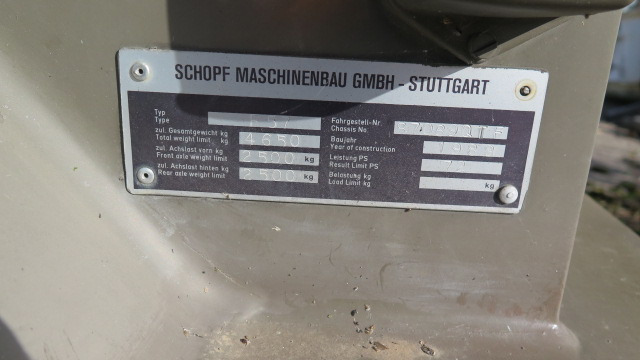 SCHOPF MASCHINENBAU GMBH - STUTTGART
Typ
Type
zul. Gesamtgewicht kg
Total weight limit kg 4650
zul. Achslast vorn kg
Front axle weight limit 2500 kg
zul. Achslast hinten kg
Rear axle weight limit 2500 kg
Fahrgestell-Nr.
Chassis No.
Baujahr
Year of construction
Leistung PS
Result Limit PS
Belastung kg
Load Limit kg kg